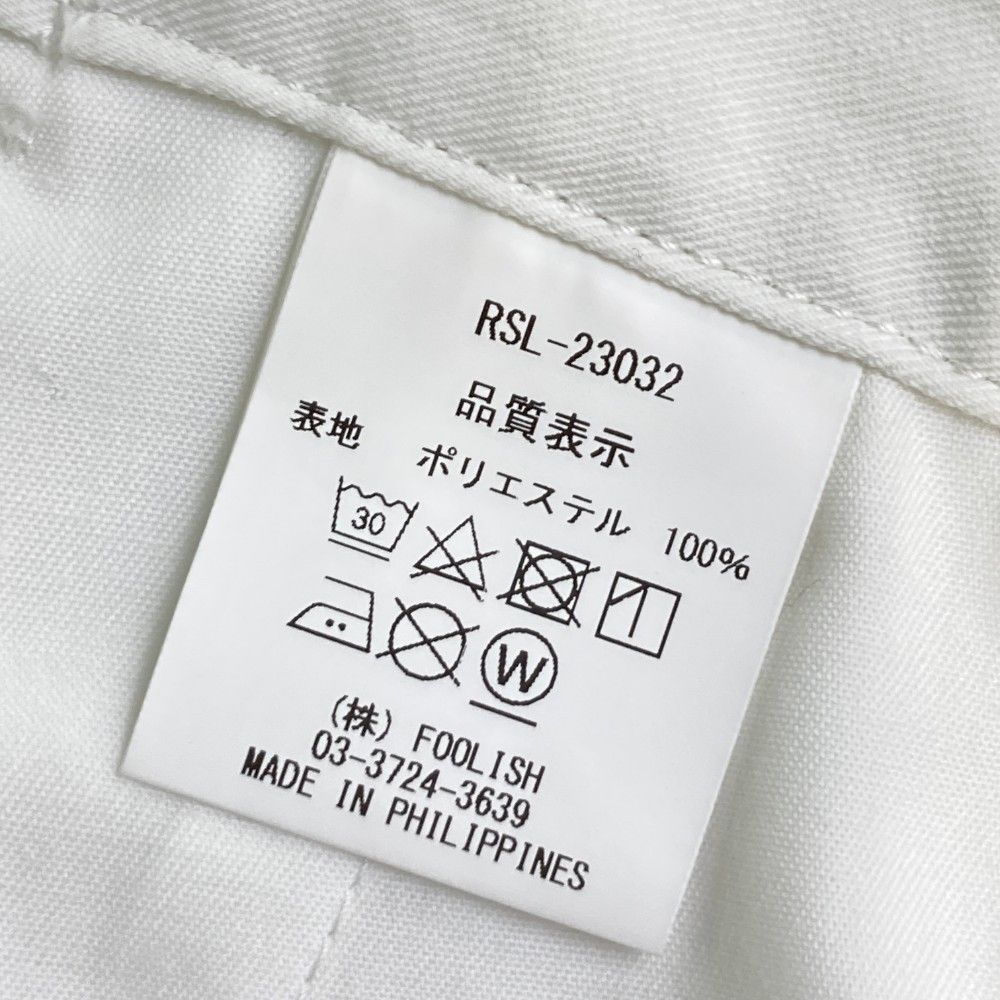 RSL-23032
品質表示
表地 ポリエステル 100%
30
W
(株) FOOLISH
03-3724-3639
MADE IN PHILIPPINES